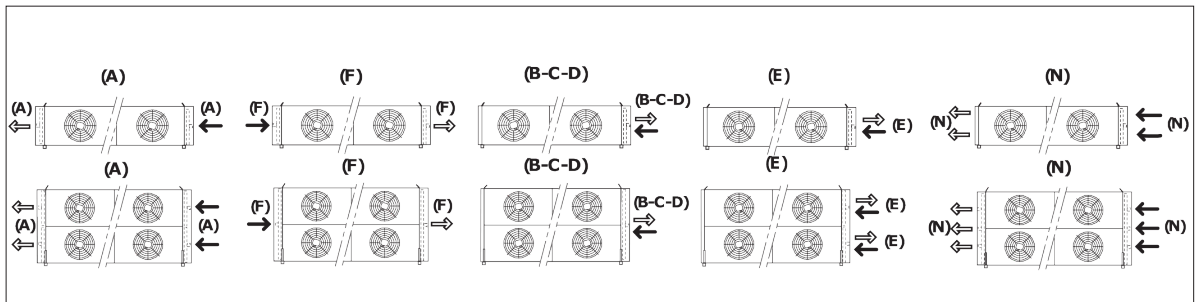 (A) (F) (B-C-D) (E) (N)
(A) (A) (F) (F) (B-C-D) (E) (N) (N)
(A) (F) (B-C-D) (E) (N)
(A) (A) (F) (F) (B-C-D) (E) (E) (N) (N)